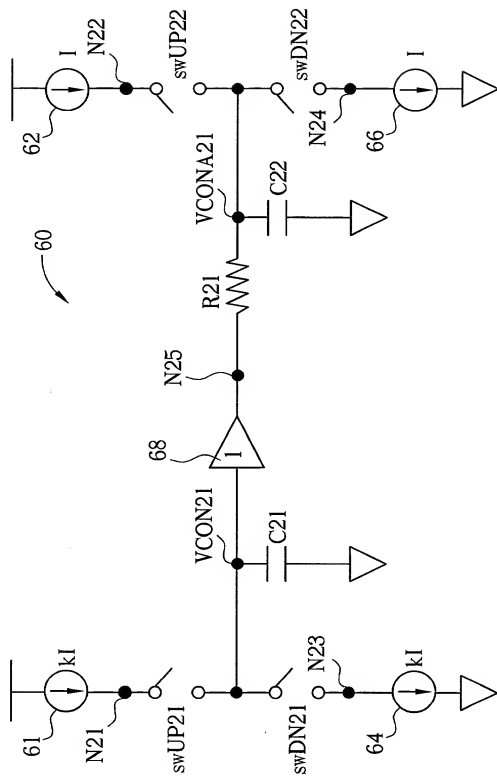 60
61
kI
62
I
N21
N22
swUP21
swUP22
VCON21
68
1
N25
R21
VCONA21
C21
C22
swDN21
swDN22
N23
N24
64
kI
66
I